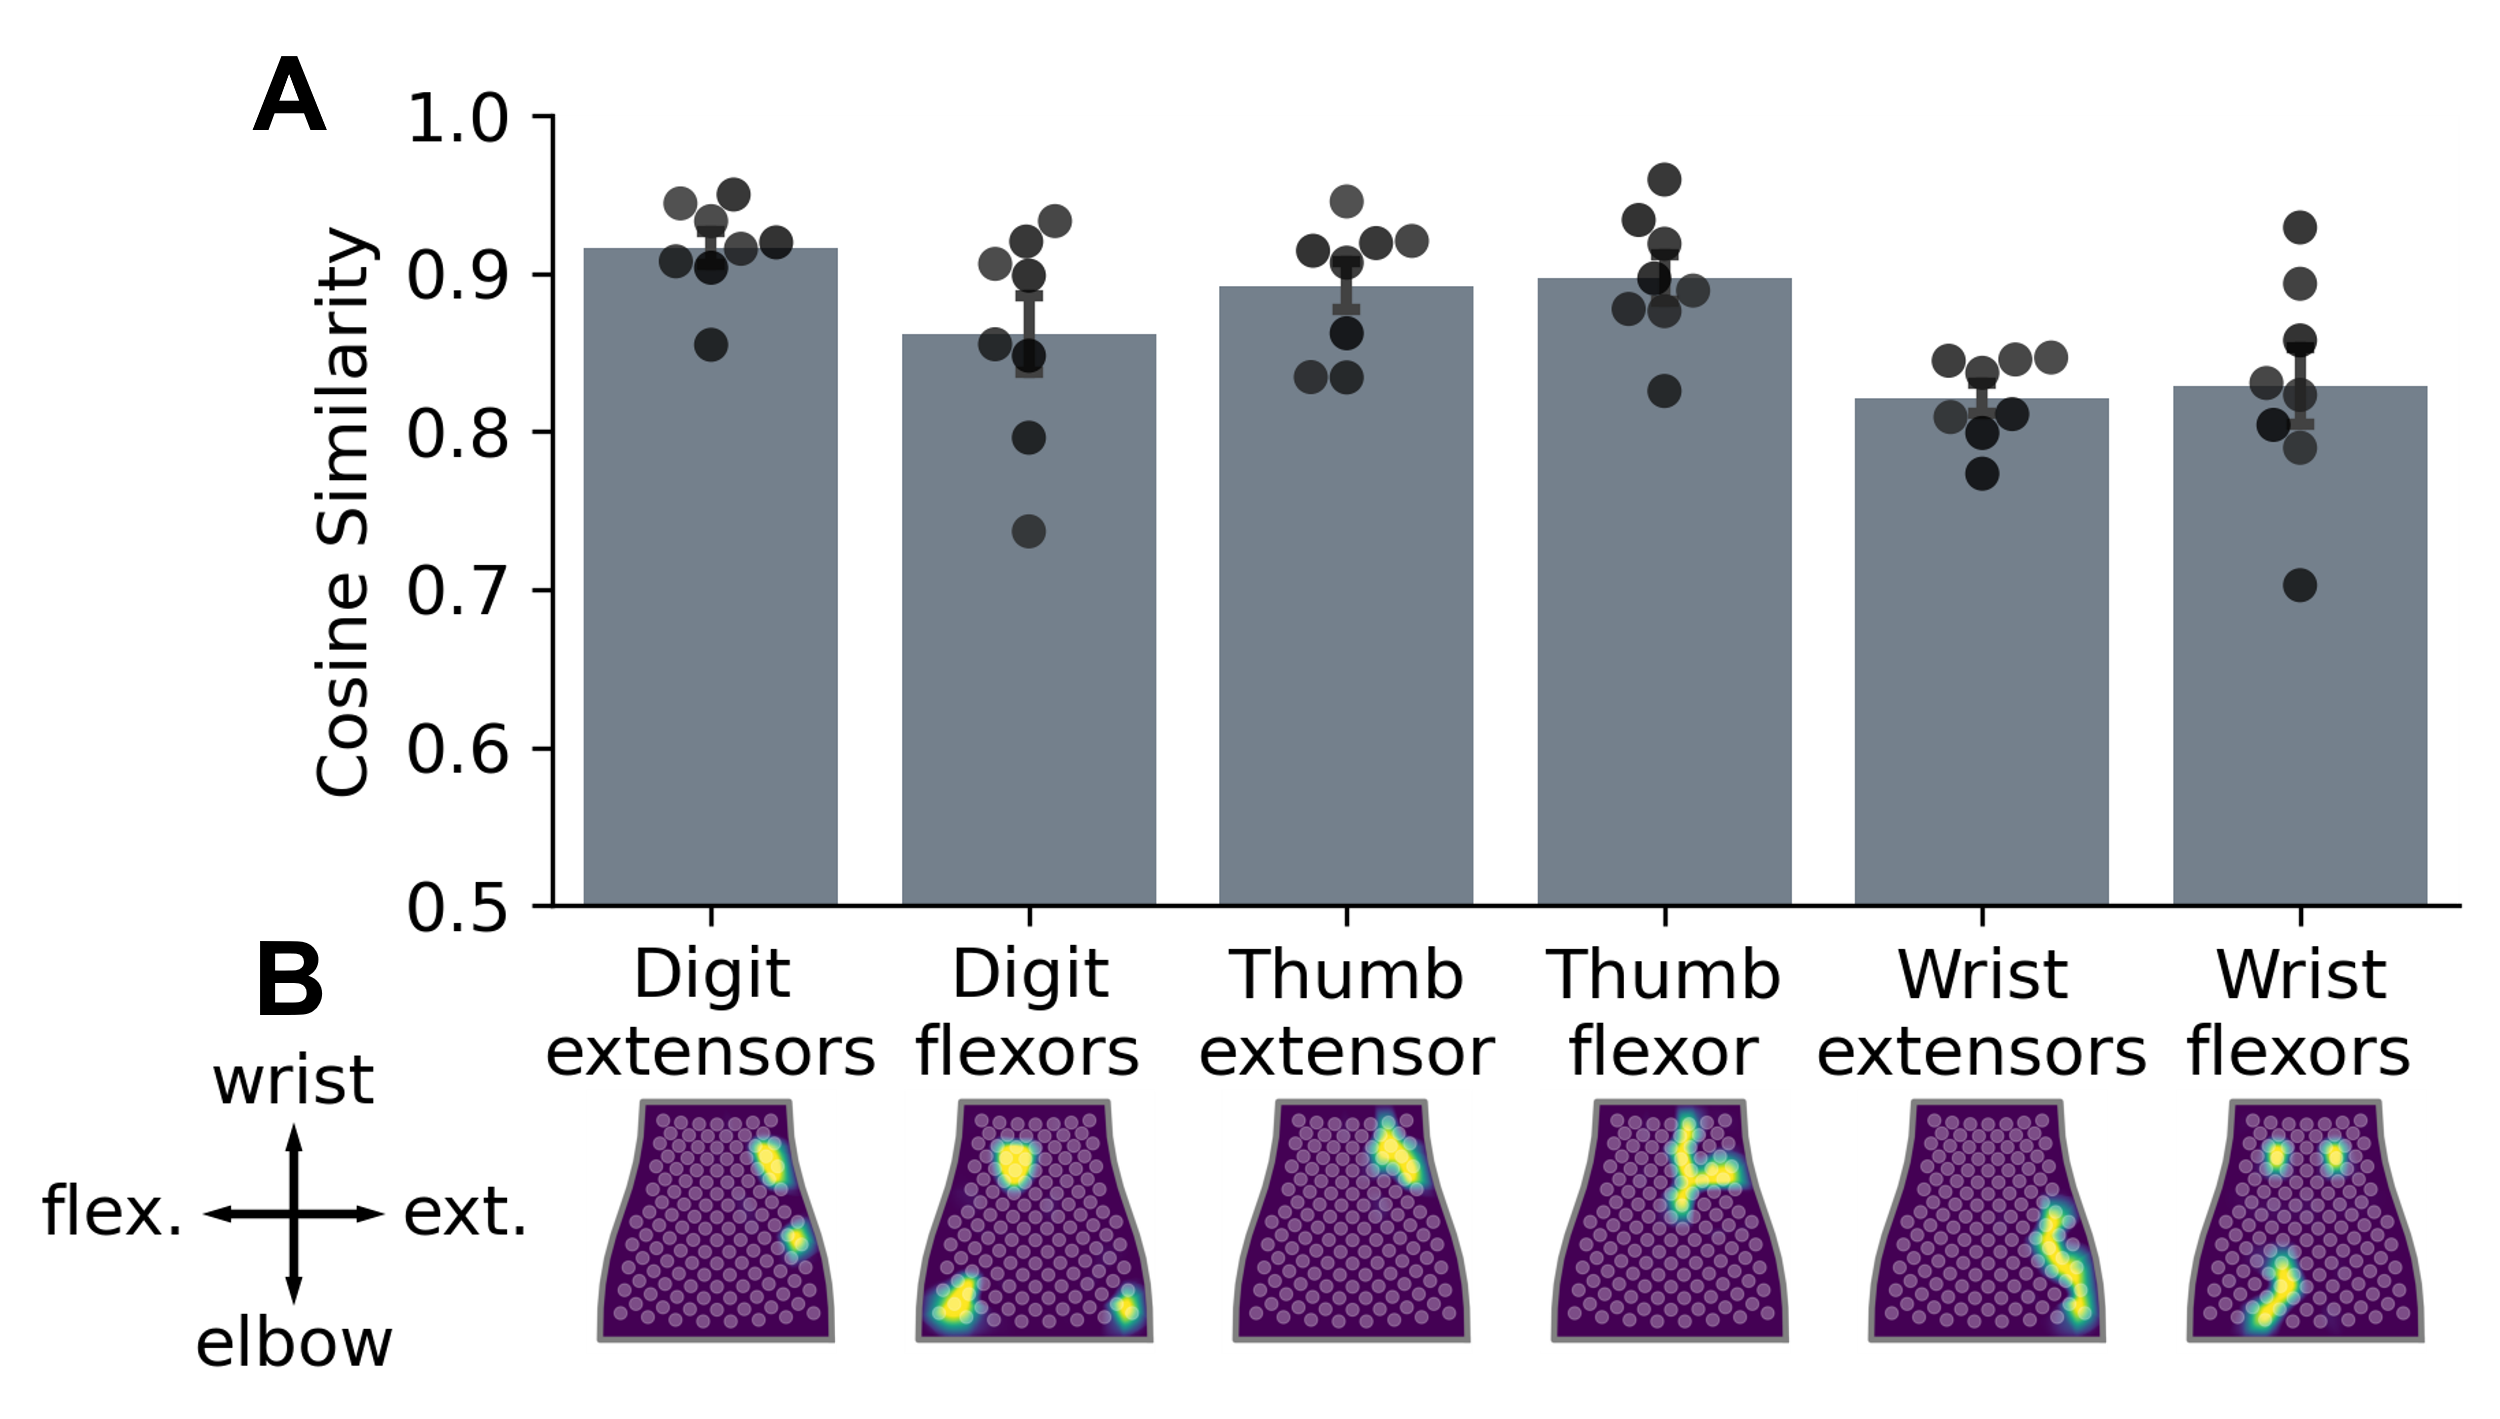 A
1.0
0.9
0.8
0.7
0.6
0.5
Cosine Similarity
Digit
extensors
Digit
flexors
Thumb
extensor
Thumb
flexor
Wrist
extensors
Wrist
flexors
B
wrist
flex.
ext.
elbow